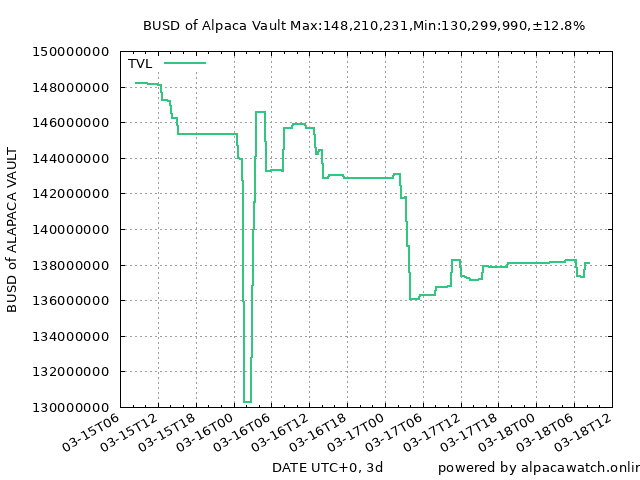 BUSD of Alpaca Vault Max:148,210,231,Min:130,299,990,±12.8%
TVL
150000000
148000000
146000000
144000000
142000000
140000000
138000000
136000000
134000000
132000000
130000000
BUSD of ALAPACA VAULT
03-15T06
03-15T12
03-15T18
03-16T00
03-16T06
03-16T12
03-16T18
03-17T00
03-17T06
03-17T12
03-17T18
03-18T00
03-18T06
03-18T12
DATE UTC+0, 3d
powered by alpacawatch.onlin